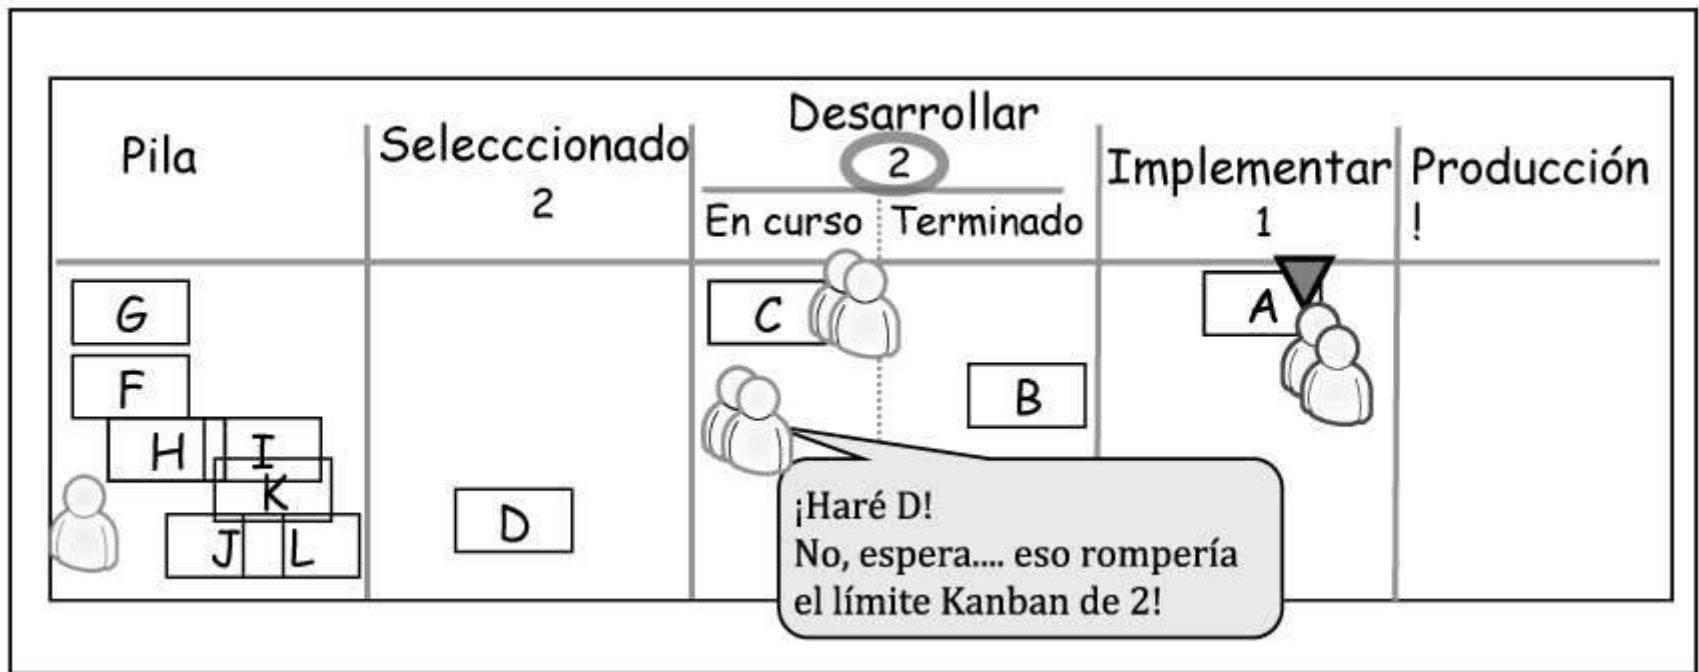 Pila
Selecccionado
2
Desarrollar
2
En curso
Terminado
Implementar
1
Producción
!
G
F
H
I
K
J
L
D
C
B
A
¡Haré D!
No, espera.... eso rompería
el límite Kanban de 2!